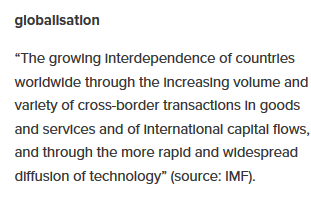 globalisation
“The growing interdependence of countries
worldwide through the increasing volume and
variety of cross-border transactions in goods
and services and of international capital flows,
and through the more rapid and widespread
diffusion of technology” (source: IMF).